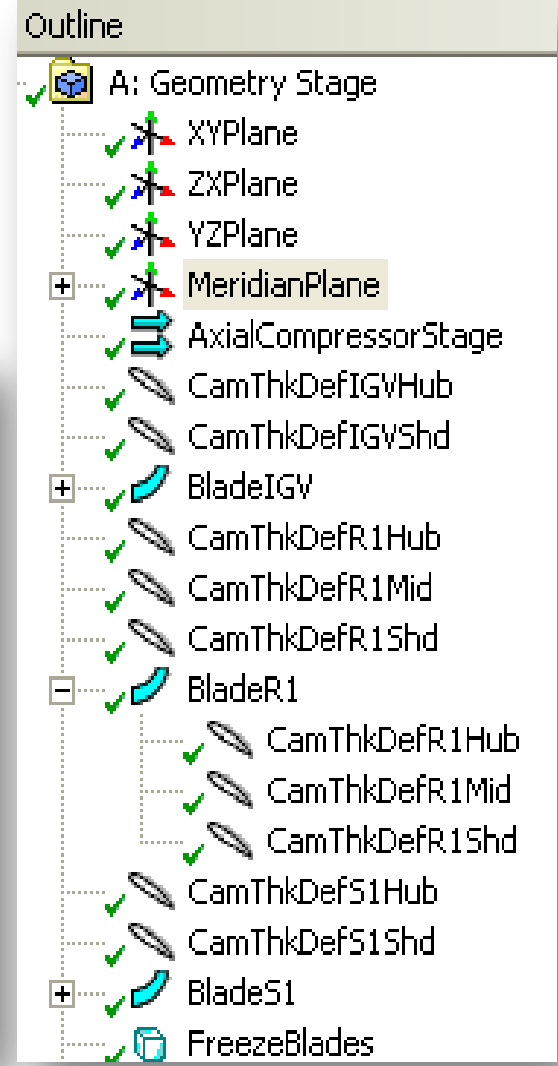 Outline
A: Geometry Stage
XYPlane
ZXPlane
YZPlane
MeridianPlane
AxialCompressorStage
CamThkDefIGVHub
CamThkDefIGVShd
BladeIGV
CamThkDefR1Hub
CamThkDefR1Mid
CamThkDefR1Shd
BladeR1
CamThkDefR1Hub
CamThkDefR1Mid
CamThkDefR1Shd
CamThkDefS1Hub
CamThkDefS1Shd
BladeS1
FreezeBlades